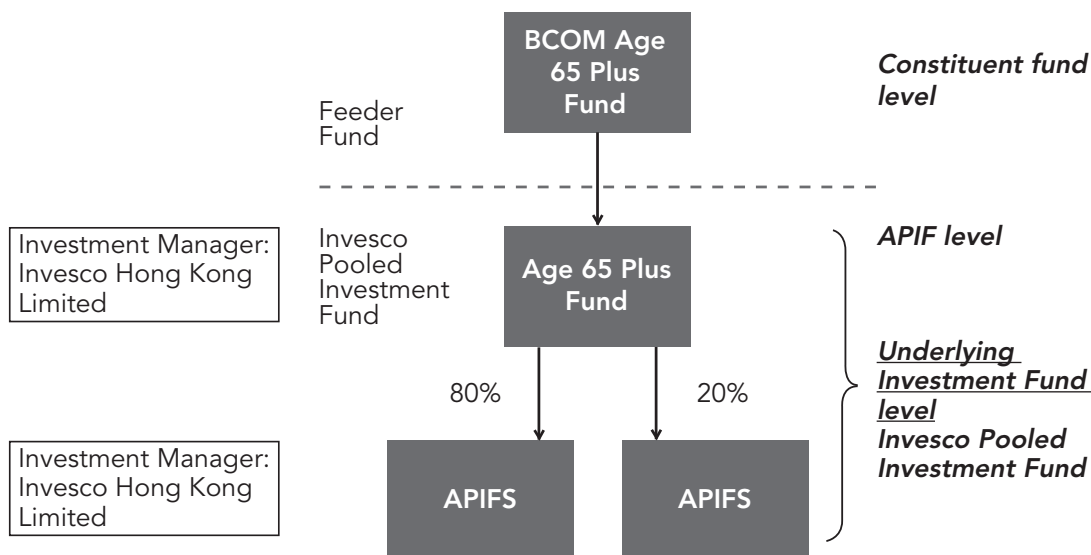 BCOM Age
65 Plus
Fund
Constituent fund
level
Feeder
Fund
Investment Manager:
Invesco Hong Kong
Limited
Invesco
Pooled
Investment
Fund
Age 65 Plus
Fund
APIF level
80%
20%
Underlying
Investment Fund
level
Invesco Pooled
Investment Fund
Investment Manager:
Invesco Hong Kong
Limited
APIFS
APIFS